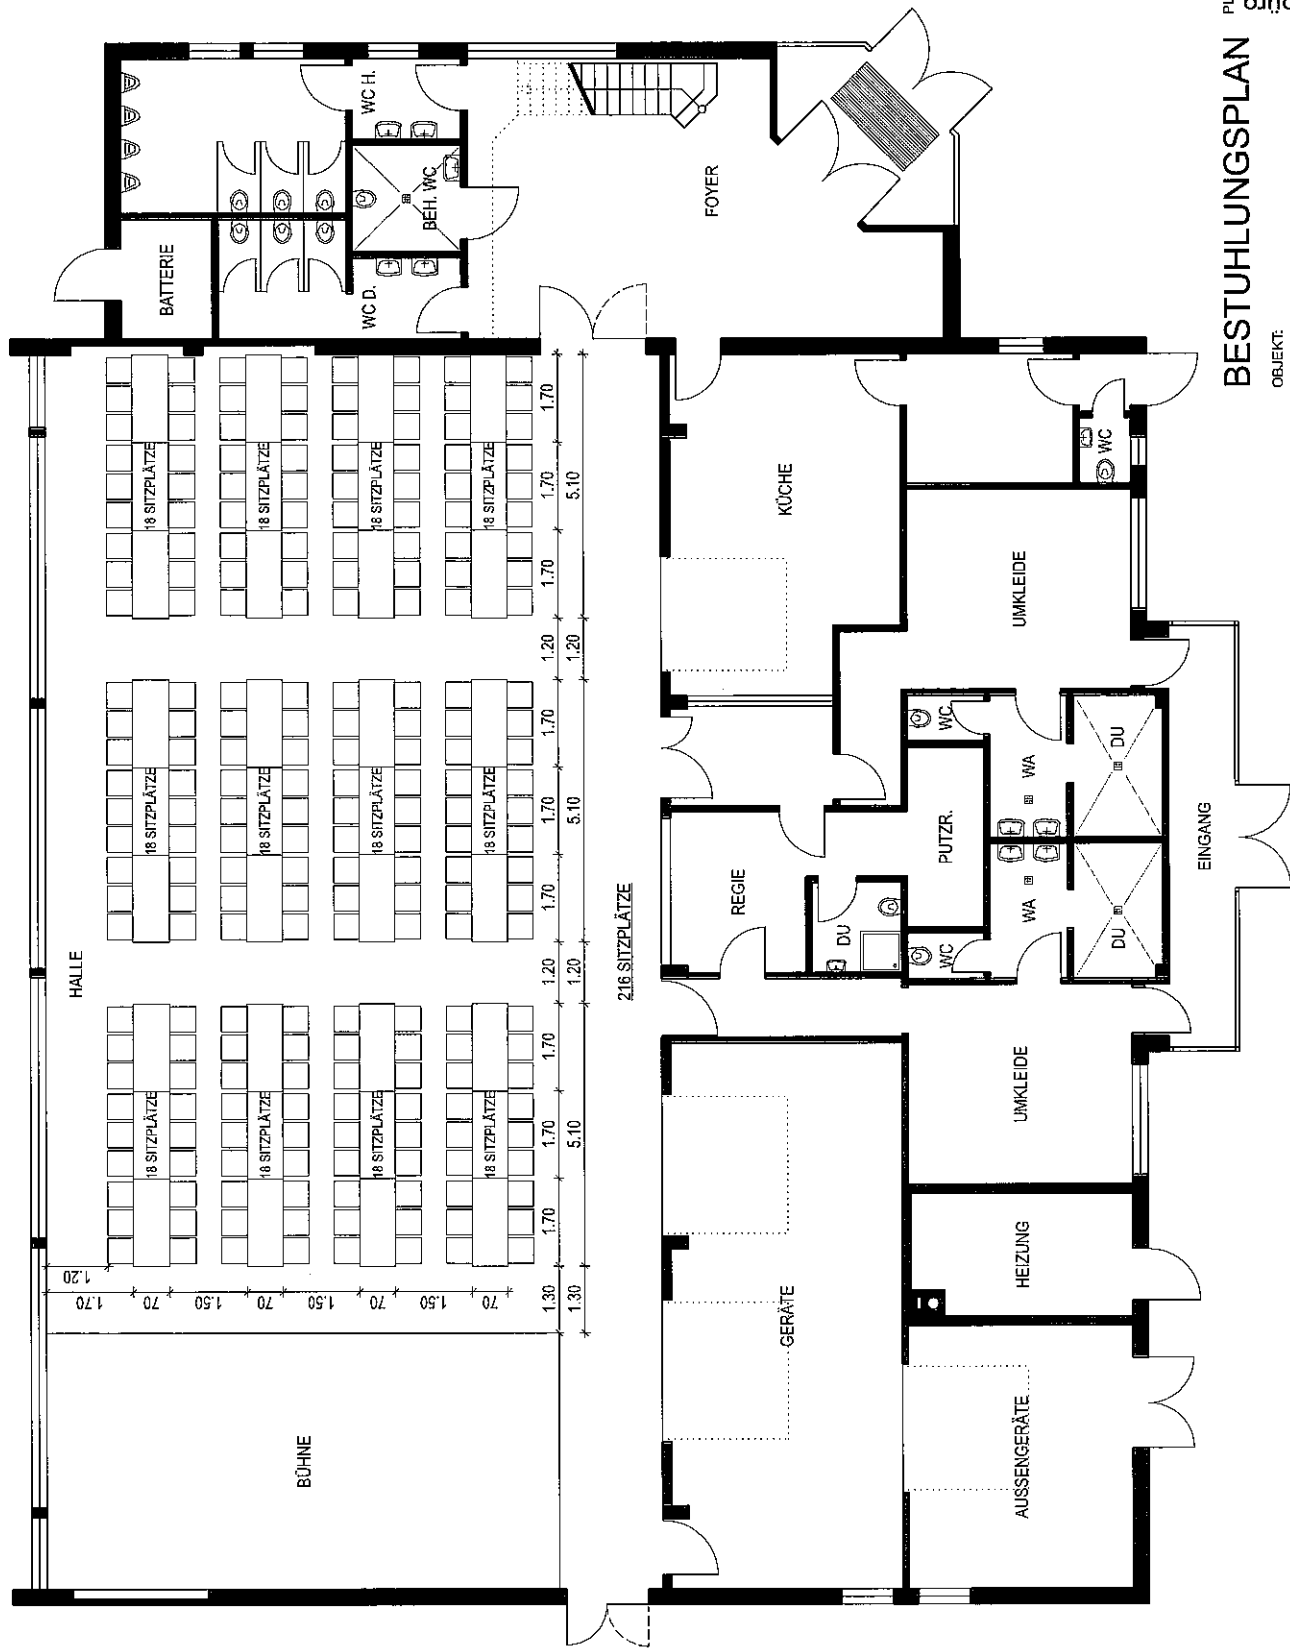 BESTUHLUNGSPLAN
OBJEKT:
BATTERIE
WC H.
BEH. WC
WC D.
FOYER
HALLE
18 SITZPLÄTZE
18 SITZPLÄTZE
18 SITZPLÄTZE
18 SITZPLÄTZE
1.70
1.70
1.70
5.10
1.20
1.20
18 SITZPLÄTZE
18 SITZPLÄTZE
18 SITZPLÄTZE
18 SITZPLÄTZE
1.70
1.70
1.70
5.10
1.20
1.20
18 SITZPLÄTZE
18 SITZPLÄTZE
18 SITZPLÄTZE
18 SITZPLÄTZE
1.70
1.70
1.70
5.10
1.30
1.30
1.20
1.70
70
1.50
70
1.50
70
1.50
70
216 SITZPLÄTZE
BÜHNE
KÜCHE
WC
UMKLEIDE
WC
WA
DU
PUTZR.
REGIE
DU
WC
WA
DU
EINGANG
UMKLEIDE
GERÄTE
HEIZUNG
AUSSENGERÄTE